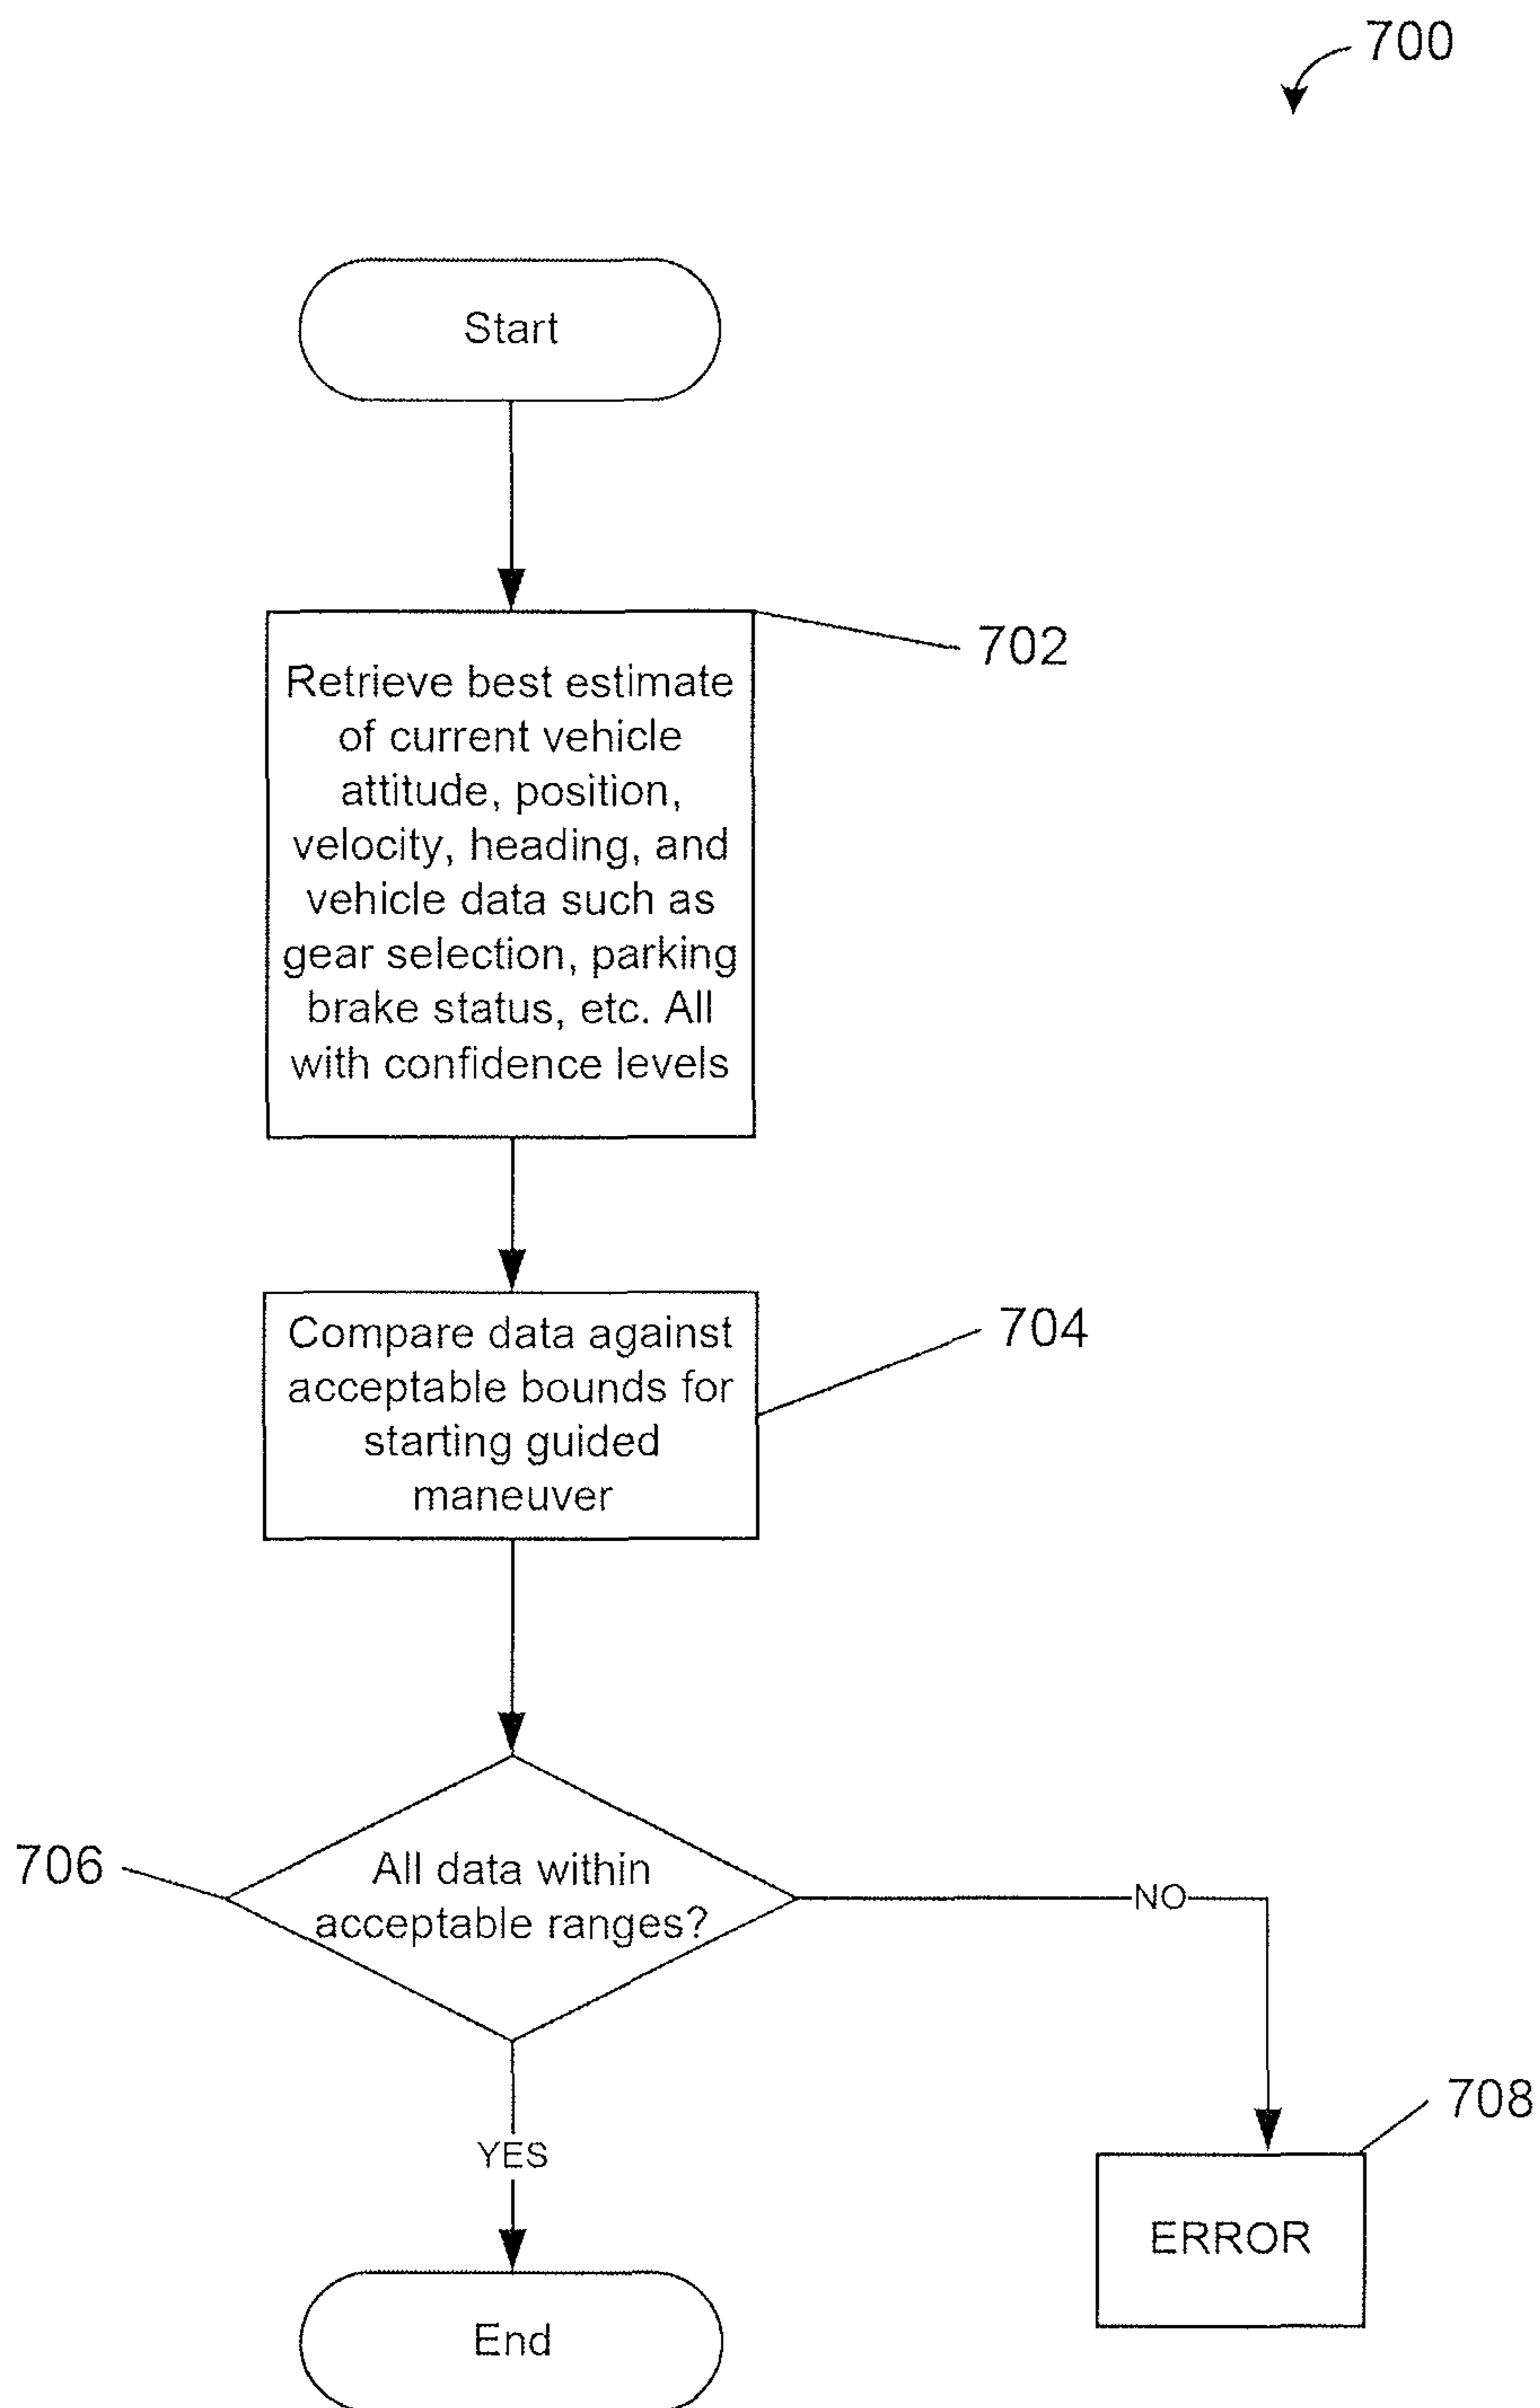 700
Start
702
Retrieve best estimate
of current vehicle
attitude, position,
velocity, heading, and
vehicle data such as
gear selection, parking
brake status, etc. All
with confidence levels
704
Compare data against
acceptable bounds for
starting guided
maneuver
706
All data within
acceptable ranges?
NO
YES
708
ERROR
End